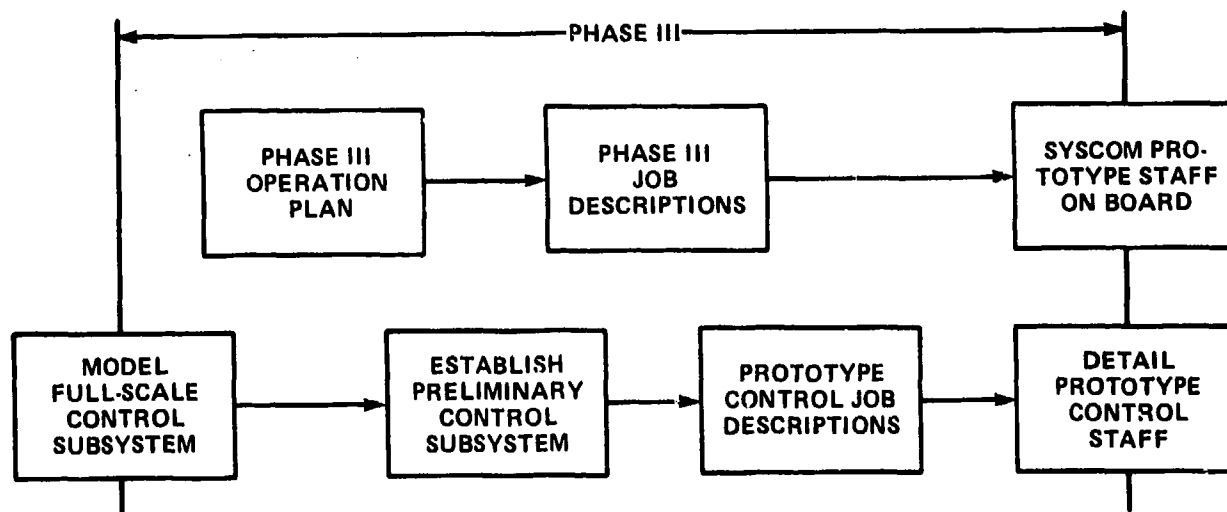 PHASE III
PHASE III
OPERATION
PLAN
PHASE III
JOB
DESCRIPTIONS
SYSCOM PRO-
TOTYPE STAFF
ON BOARD
MODEL
FULL-SCALE
CONTROL
SUBSYSTEM
ESTABLISH
PRELIMINARY
CONTROL
SUBSYSTEM
PROTOTYPE
CONTROL JOB
DESCRIPTIONS
DETAIL
PROTOTYPE
CONTROL
STAFF